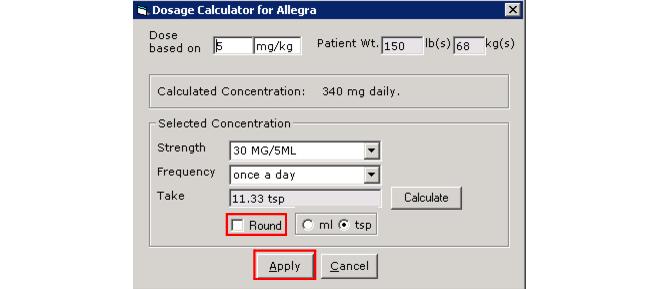 Dosage Calculator for Allegra
Dose based on 5 mg/kg Patient Wt. 150 lb(s) 68 kg(s)
Calculated Concentration: 340 mg daily.
Selected Concentration
Strength 30 MG/5ML
Frequency once a day
Take 11.33 tsp Calculate
Round ml tsp
Apply Cancel